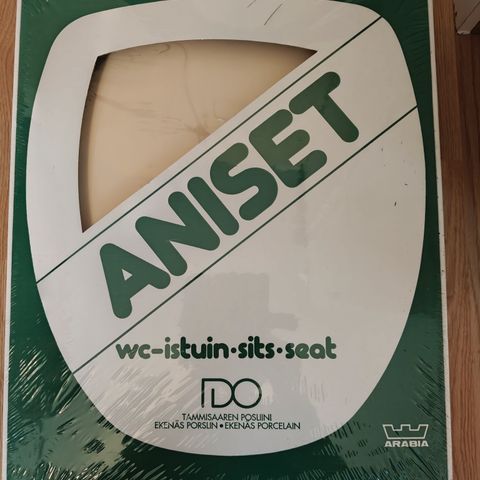 ANISET
wc-istuin·sits·seat
IDO
TAMMISAAREN POSLIINI
EKENÄS PORSLIN • EKENÄS PORCELAIN
ARABIA